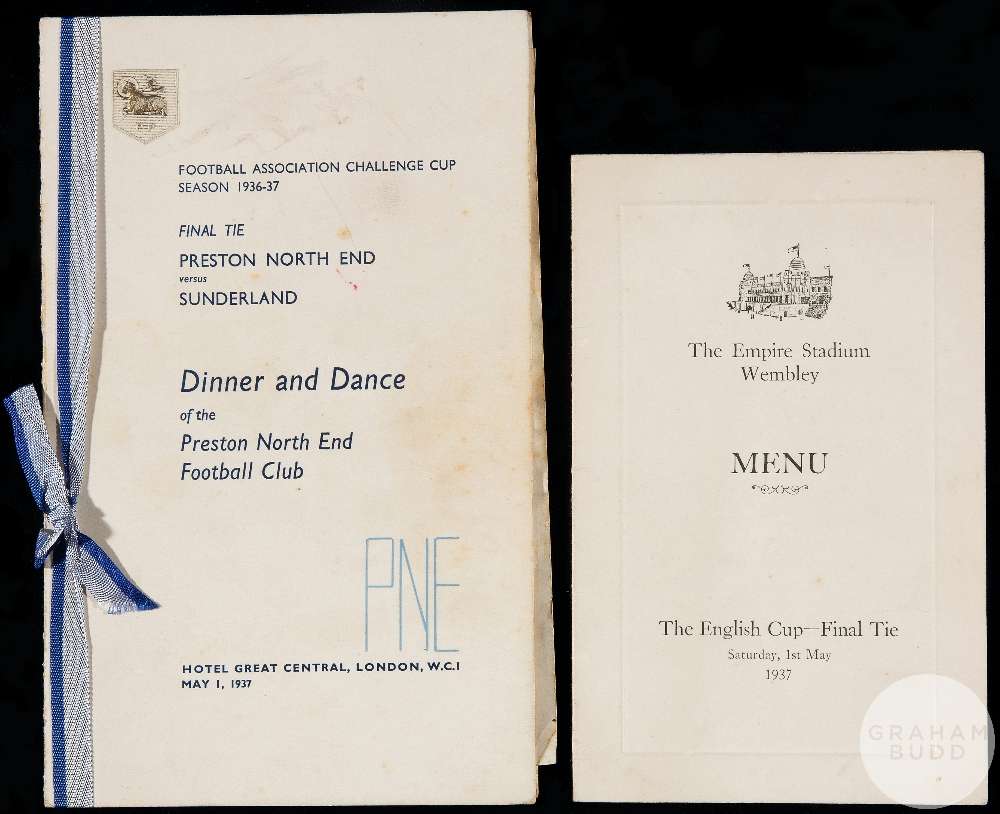 FOOTBALL ASSOCIATION CHALLENGE CUP
SEASON 1936-37
FINAL TIE
PRESTON NORTH END
versus
SUNDERLAND
Dinner and Dance
of the
Preston North End
Football Club
PNE
HOTEL GREAT CENTRAL, LONDON, W.C.1
MAY 1, 1937
The Empire Stadium
Wembley
MENU
The English Cup—Final Tie
Saturday, 1st May
1937
GRAHAM
BUDD